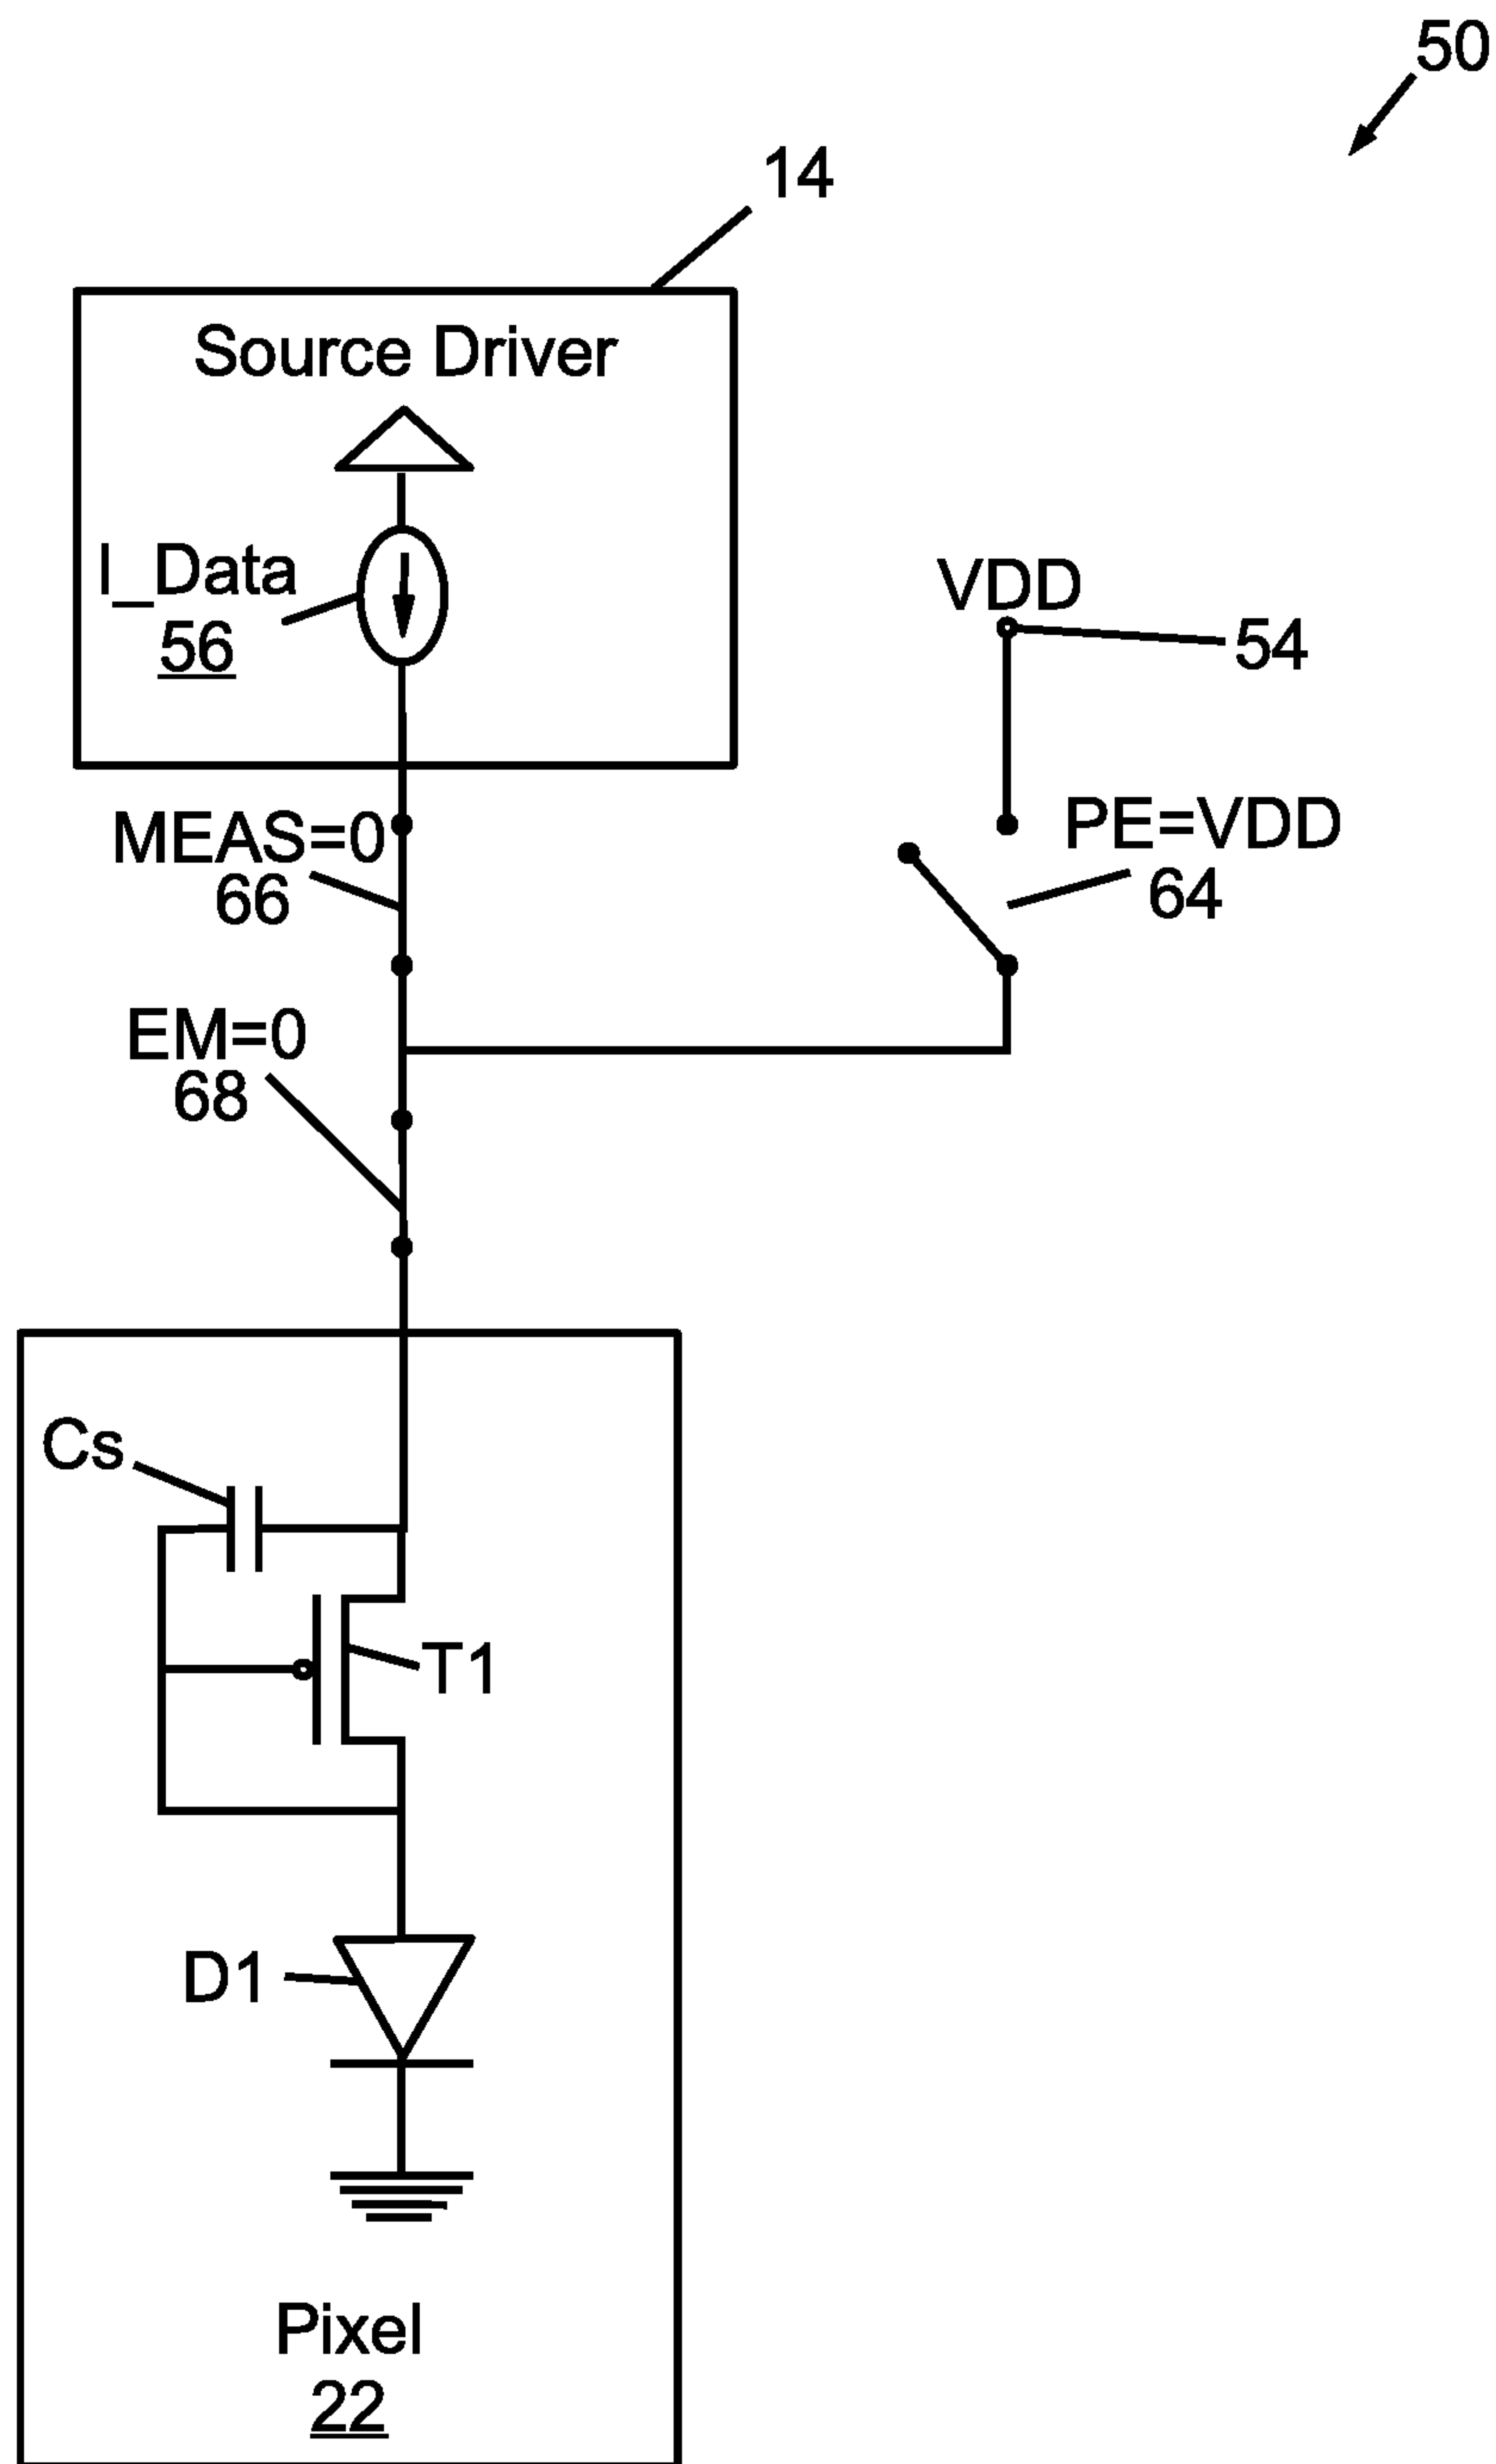 50
14
Source Driver
I_Data
56
VDD
54
MEAS=0
66
PE=VDD
64
EM=0
68
Cs
T1
D1
Pixel
22